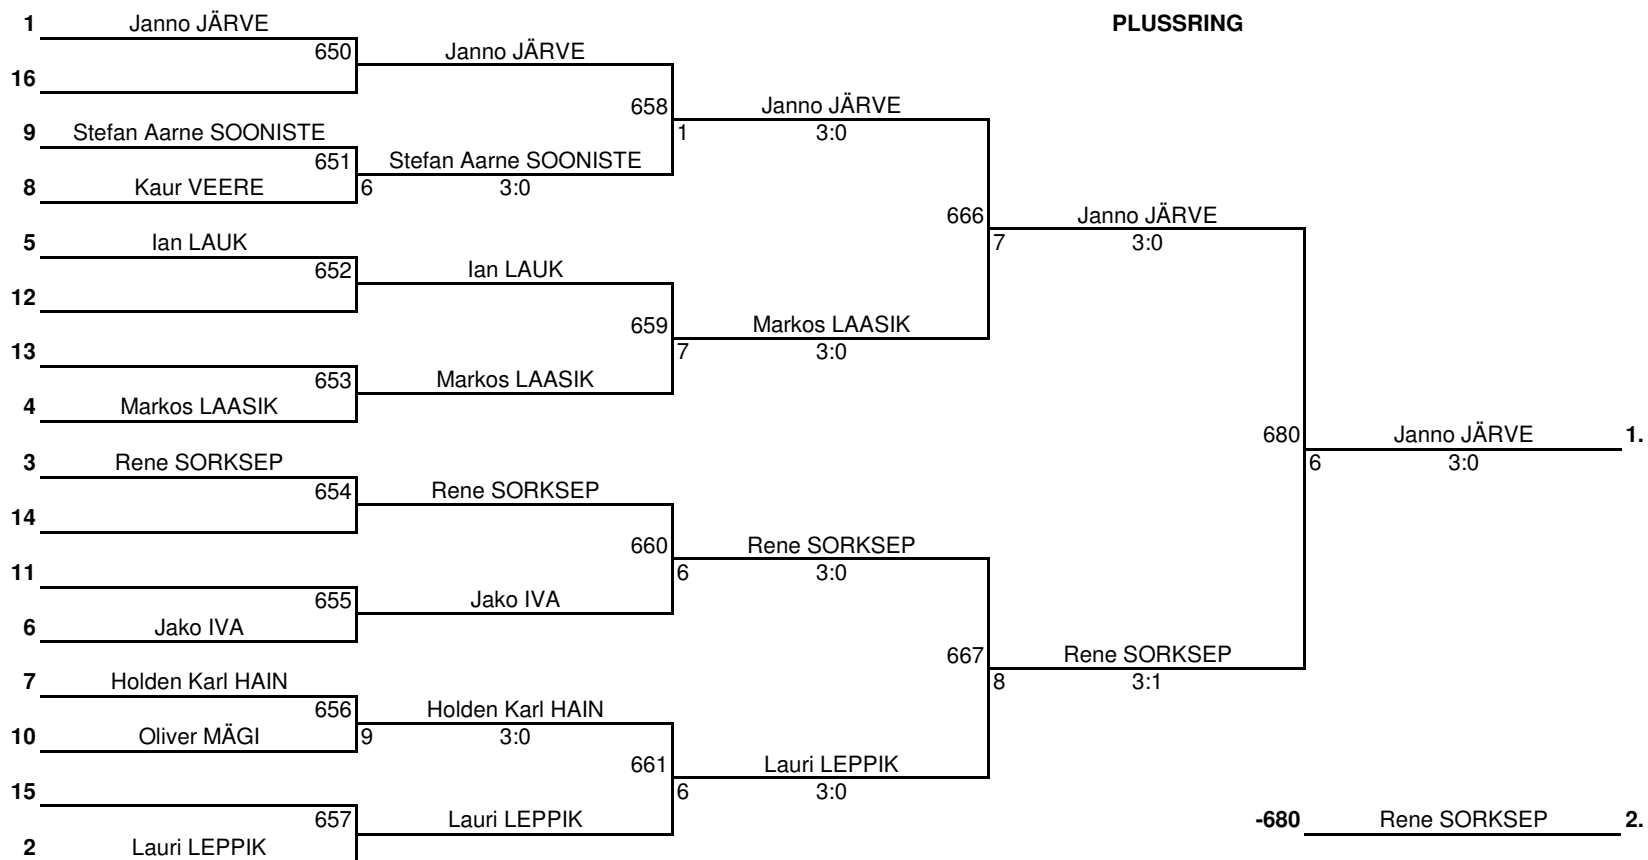 1 Janno JÄRVE PLUSSRING
650 Janno JÄRVE
16
658 Janno JÄRVE
9 Stefan Aarne SOONISTE 1 3:0
651 Stefan Aarne SOONISTE
8 Kaur VEERE 6 3:0
666 Janno JÄRVE
5 Ian LAUK 7 3:0
652 Ian LAUK
12
659 Markos LAASIK
13 7 3:0
653 Markos LAASIK
4 Markos LAASIK
680 Janno JÄRVE 1.
3 Rene SORKSEP 6 3:0
654 Rene SORKSEP
14
660 Rene SORKSEP
11 6 3:0
655 Jako IVA
6 Jako IVA
667 Rene SORKSEP
7 Holden Karl HAIN 8 3:1
656 Holden Karl HAIN
10 Oliver MÄGI 9 3:0
661 Lauri LEPPIK
15 6 3:0
657 Lauri LEPPIK -680 Rene SORKSEP 2.
2 Lauri LEPPIK